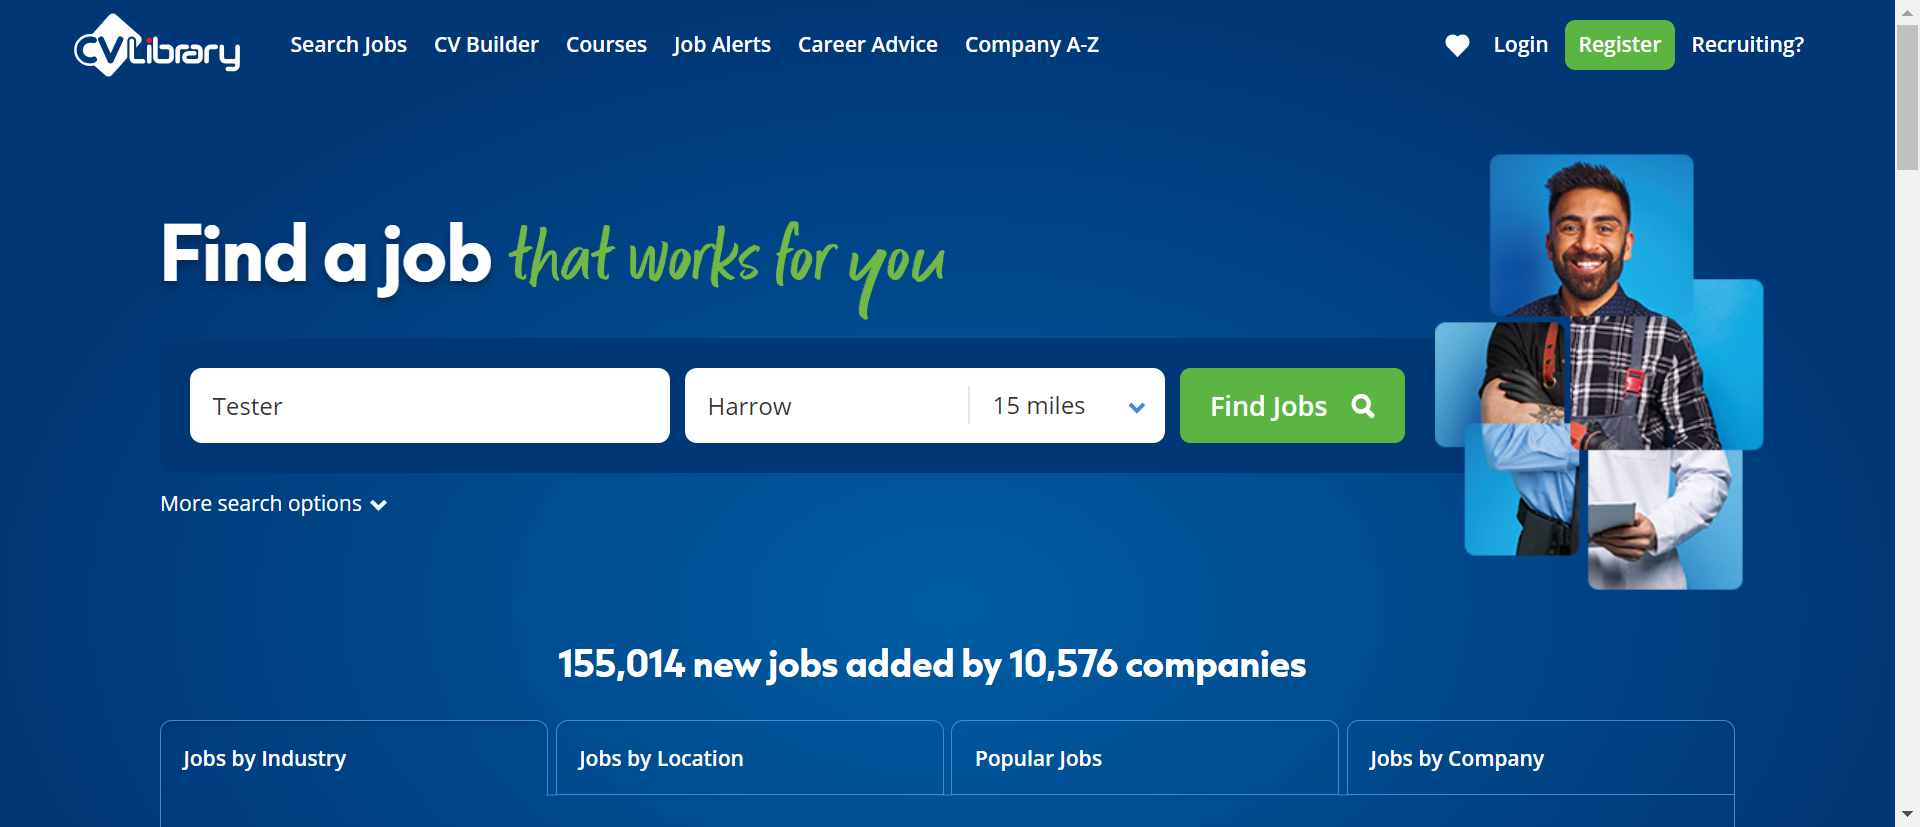 CVLibrary
Search Jobs CV Builder Courses Job Alerts Career Advice Company A-Z
Login Register Recruiting?
Find a job that works for you
Tester Harrow 15 miles Find Jobs
More search options
155,014 new jobs added by 10,576 companies
Jobs by Industry Jobs by Location Popular Jobs Jobs by Company